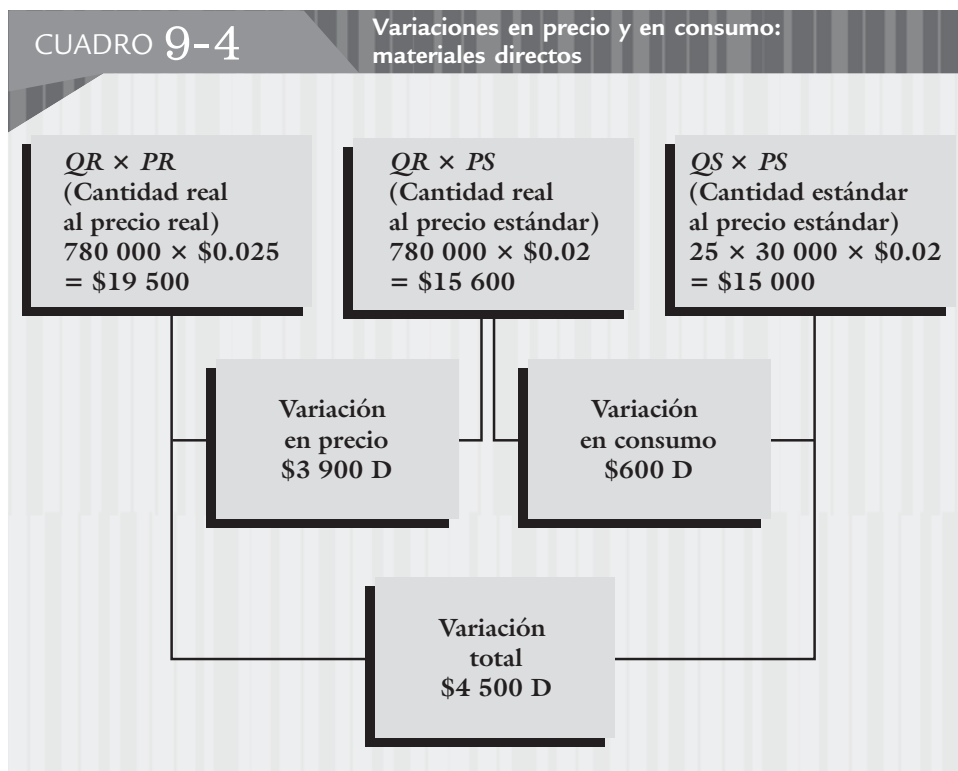 CUADRO 9-4
Variaciones en precio y en consumo:
materiales directos
QR × PR
(Cantidad real
al precio real)
780 000 × $0.025
= $19 500
QR × PS
(Cantidad real
al precio estándar)
780 000 × $0.02
= $15 600
QS × PS
(Cantidad estándar
al precio estándar)
25 × 30 000 × $0.02
= $15 000
Variación
en precio
$3 900 D
Variación
en consumo
$600 D
Variación
total
$4 500 D